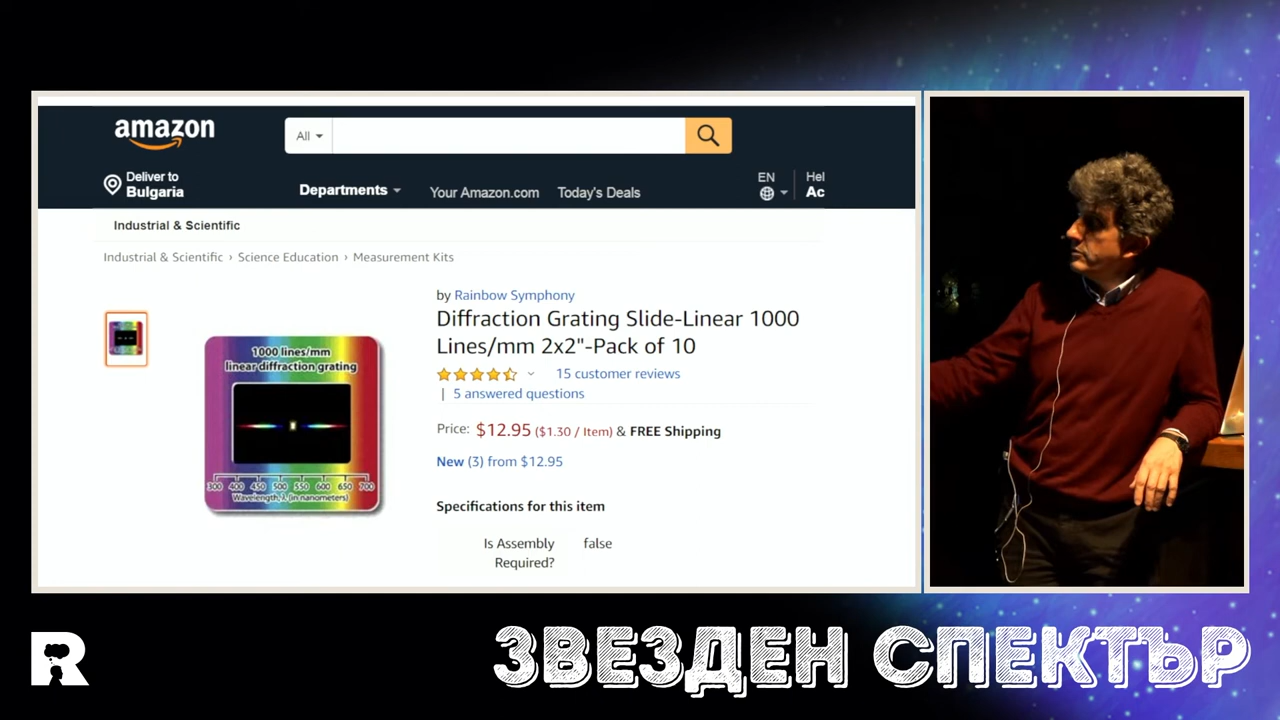 amazon
All
Deliver to
Bulgaria
Departments
Your Amazon.com
Today's Deals
EN
Hel
Ac
Industrial & Scientific
Industrial & Scientific › Science Education › Measurement Kits
by Rainbow Symphony
Diffraction Grating Slide-Linear 1000
Lines/mm 2x2"-Pack of 10
15 customer reviews
| 5 answered questions
Price: $12.95 ($1.30 / Item) & FREE Shipping
New (3) from $12.95
Specifications for this item
Is Assembly false
Required?
1000 lines/mm
linear diffraction grating
300 400 450 500 550 600 650 700
Wavelength, λ (in nanometers)
R
ЗВЕЗДЕН СПЕКТЪР